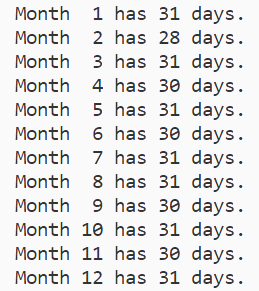 Month  1 has 31 days.
Month  2 has 28 days.
Month  3 has 31 days.
Month  4 has 30 days.
Month  5 has 31 days.
Month  6 has 30 days.
Month  7 has 31 days.
Month  8 has 31 days.
Month  9 has 30 days.
Month 10 has 31 days.
Month 11 has 30 days.
Month 12 has 31 days.